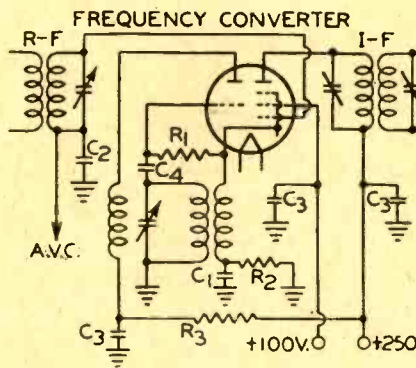 FREQUENCY CONVERTER
R-F
I-F
R1
C2
C4
C3
C3
A.V.C.
C1
R2
C3
R3
+100V.
+250